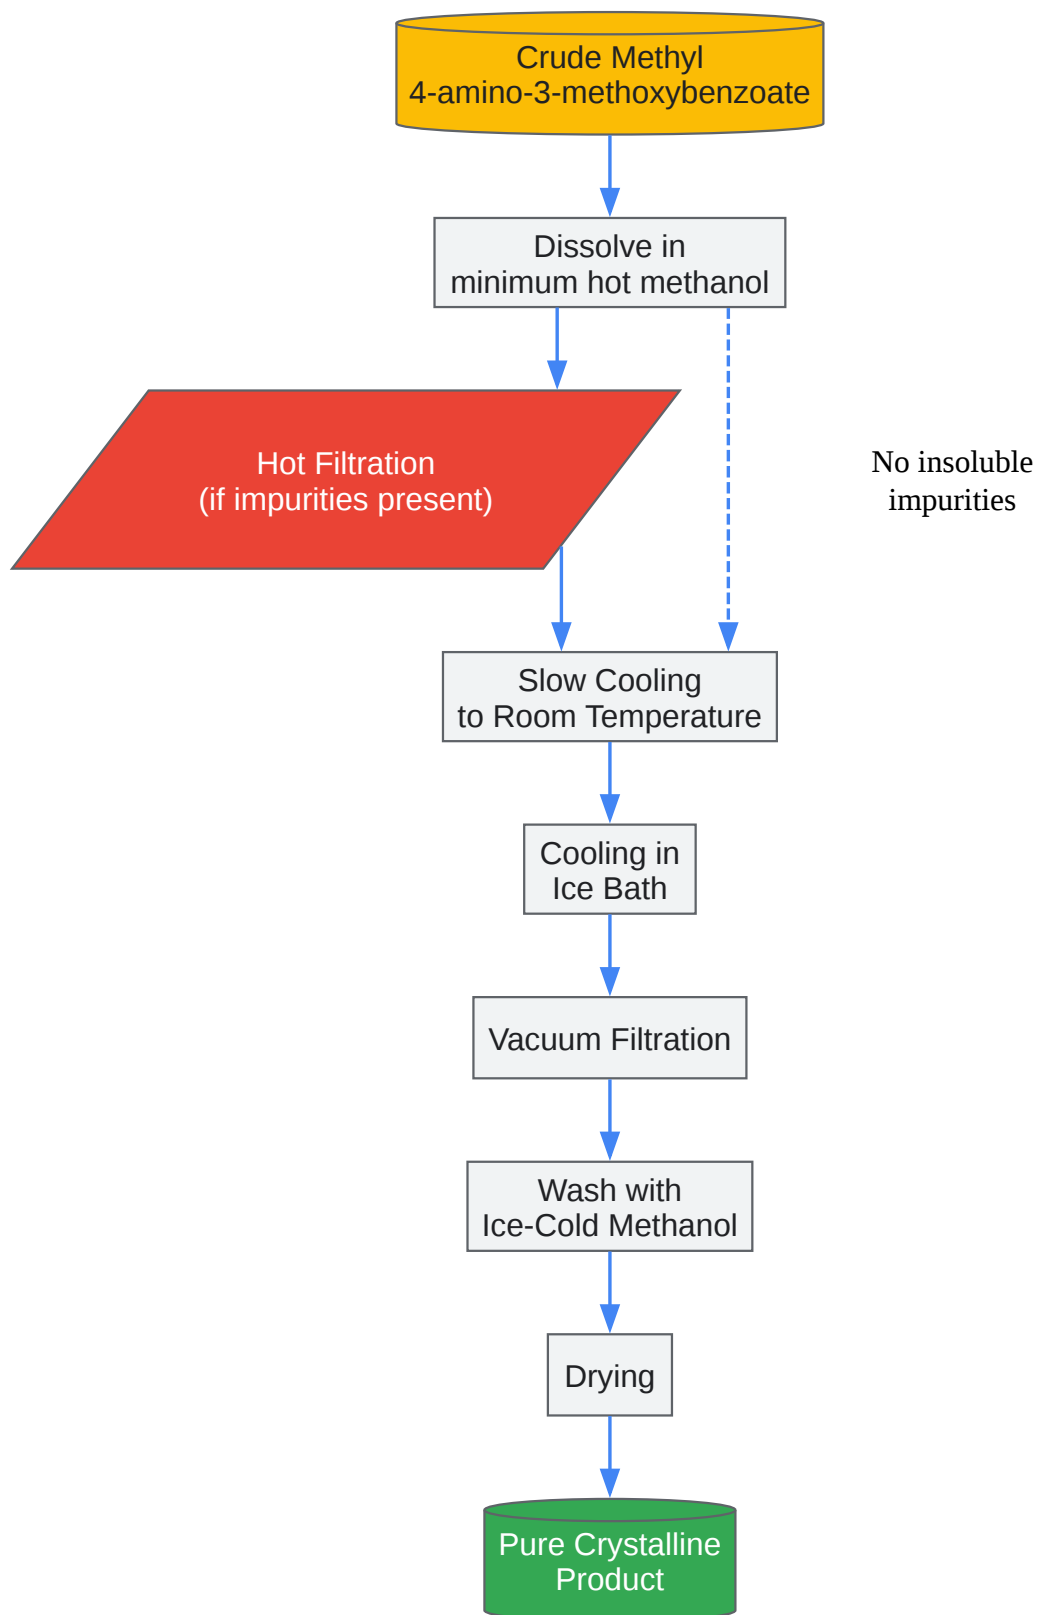 Crude Methyl
4-amino-3-methoxybenzoate
Dissolve in
minimum hot methanol
Hot Filtration
(if impurities present)
No insoluble
impurities
Slow Cooling
to Room Temperature
Cooling in
Ice Bath
Vacuum Filtration
Wash with
Ice-Cold Methanol
Drying
Pure Crystalline
Product